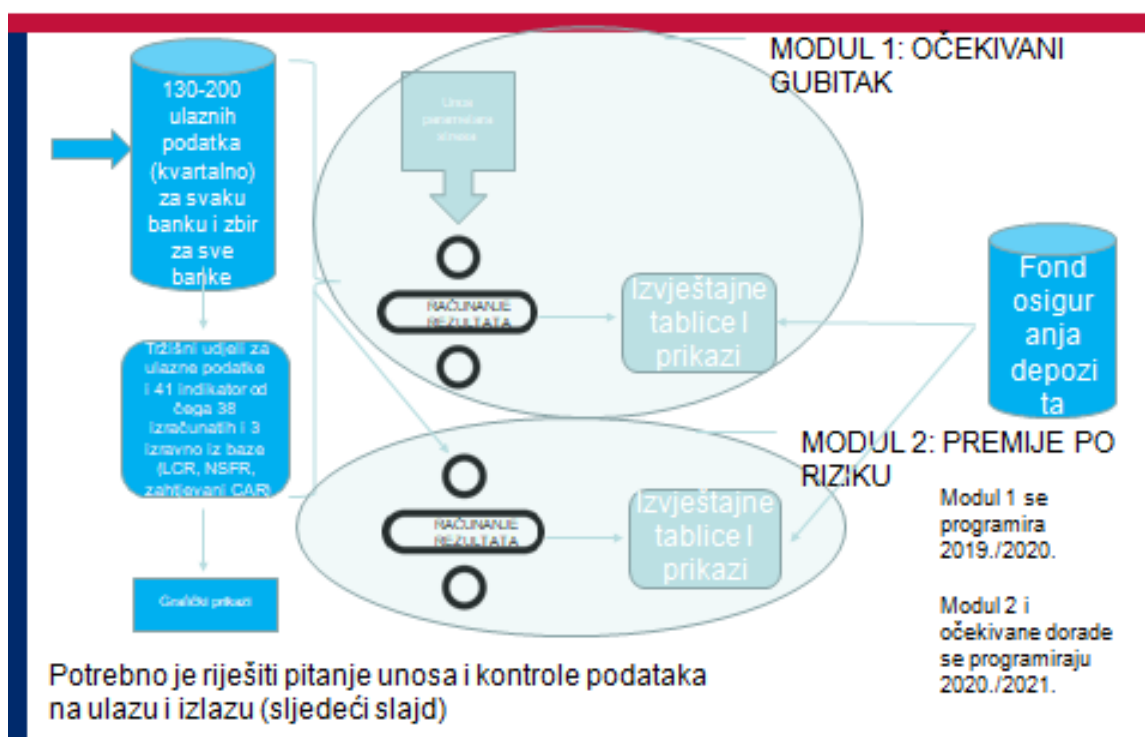 MODUL 1: OČEKIVANI
GUBITAK
130-200
ulaznih
podatka
(kvartalno)
za svaku
banku i zbir
za sve
banke
Unos
parametara
RAČUNANJE
REZULTATA
Izvještajne
tablice I
prikazi
Fond
osigur
anja
depozi
ta
Tržišni udjeli za
ulazne podatke
i 41 indikator od
čega 38
izračunatih i 3
izravno iz baze
(LCR, NSFR,
zahtjevani CAR)
MODUL 2: PREMIJE PO
RIZIKU
RAČUNANJE
REZULTATA
Izvještajne
tablice I
prikazi
Modul 1 se
programira
2019./2020.
Modul 2 i
očekivane dorade
se programiraju
2020./2021.
Grafički prikazi
Potrebno je riješiti pitanje unosa i kontrole podataka
na ulazu i izlazu (sljedeći slajd)